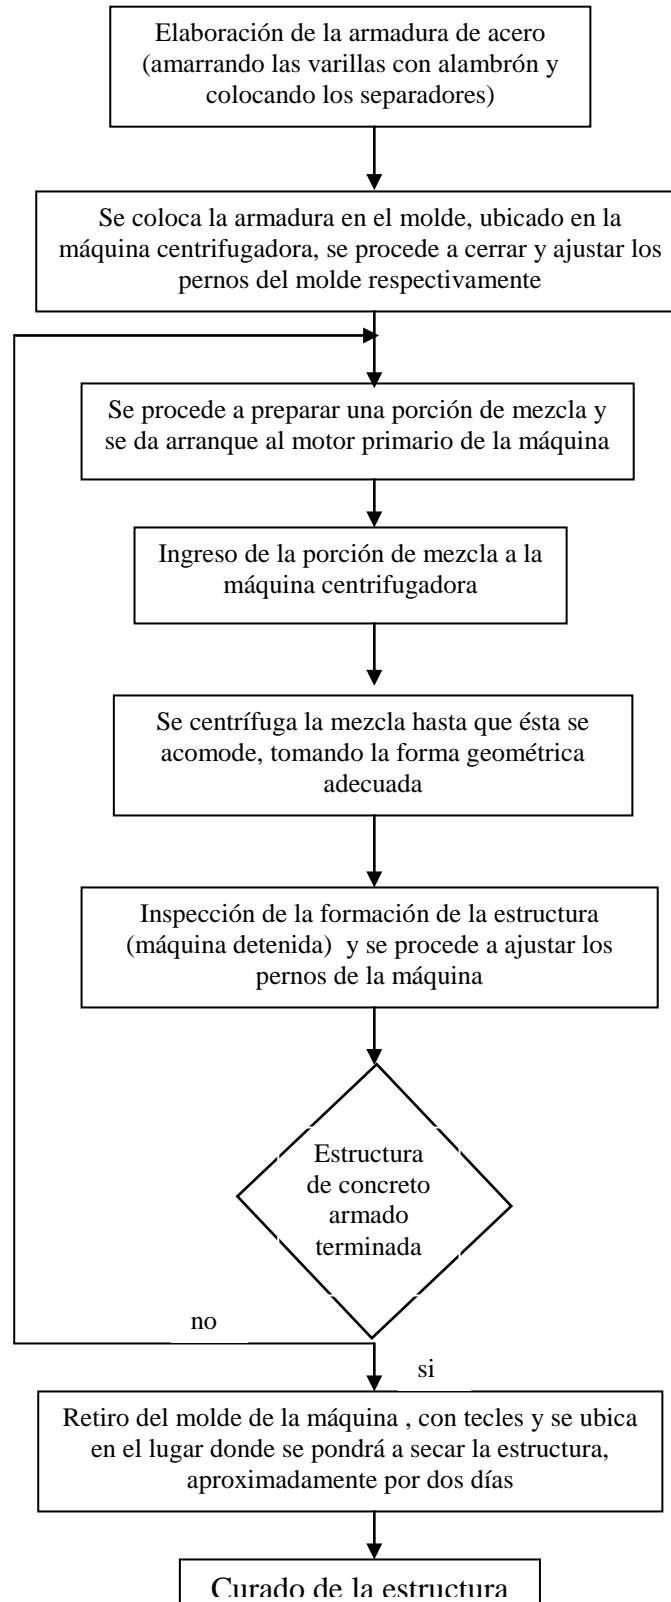 Elaboración de la armadura de acero
(amarrando las varillas con alambrón y
colocando los separadores)
Se coloca la armadura en el molde, ubicado en la
máquina centrifugadora, se procede a cerrar y ajustar los
pernos del molde respectivamente
Se procede a preparar una porción de mezcla y
se da arranque al motor primario de la máquina
Ingreso de la porción de mezcla a la
máquina centrifugadora
Se centrífuga la mezcla hasta que ésta se
acomode, tomando la forma geométrica
adecuada
Inspección de la formación de la estructura
(máquina detenida) y se procede a ajustar los
pernos de la máquina
Estructura
de concreto
armado
terminada
no
si
Retiro del molde de la máquina , con tecles y se ubica
en el lugar donde se pondrá a secar la estructura,
aproximadamente por dos días
Curado de la estructura